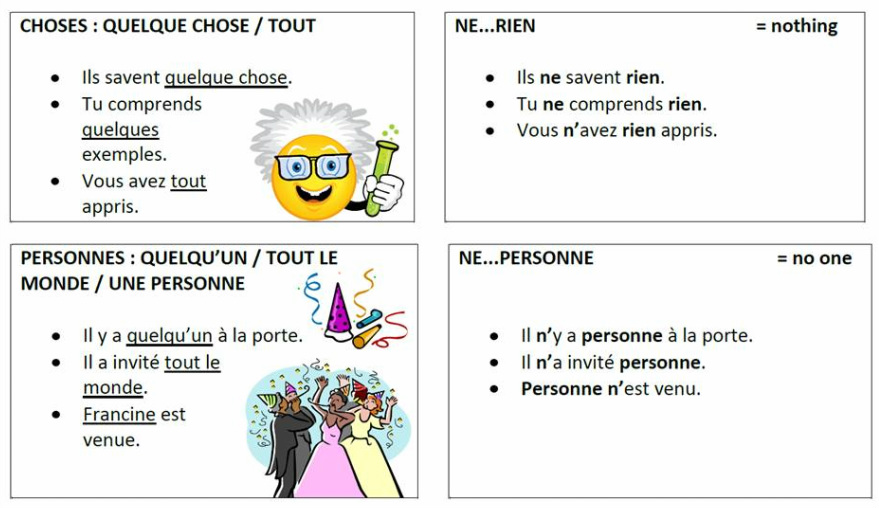 CHOSES : QUELQUE CHOSE / TOUT
• Ils savent quelque chose.
• Tu comprends
quelques
exemples.
• Vous avez tout
appris.
NE...RIEN = nothing
• Ils ne savent rien.
• Tu ne comprends rien.
• Vous n’avez rien appris.
PERSONNES : QUELQU’UN / TOUT LE
MONDE / UNE PERSONNE
• Il y a quelqu’un à la porte.
• Il a invité tout le
monde.
• Francine est
venue.
NE...PERSONNE = no one
• Il n’y a personne à la porte.
• Il n’a invité personne.
• Personne n’est venu.